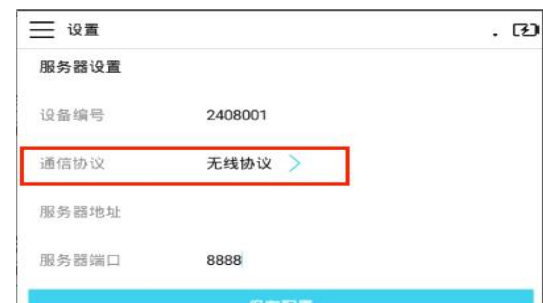 设置
服务器设置
设备编号 2408001
通信协议 无线协议
服务器地址
服务器端口 8888